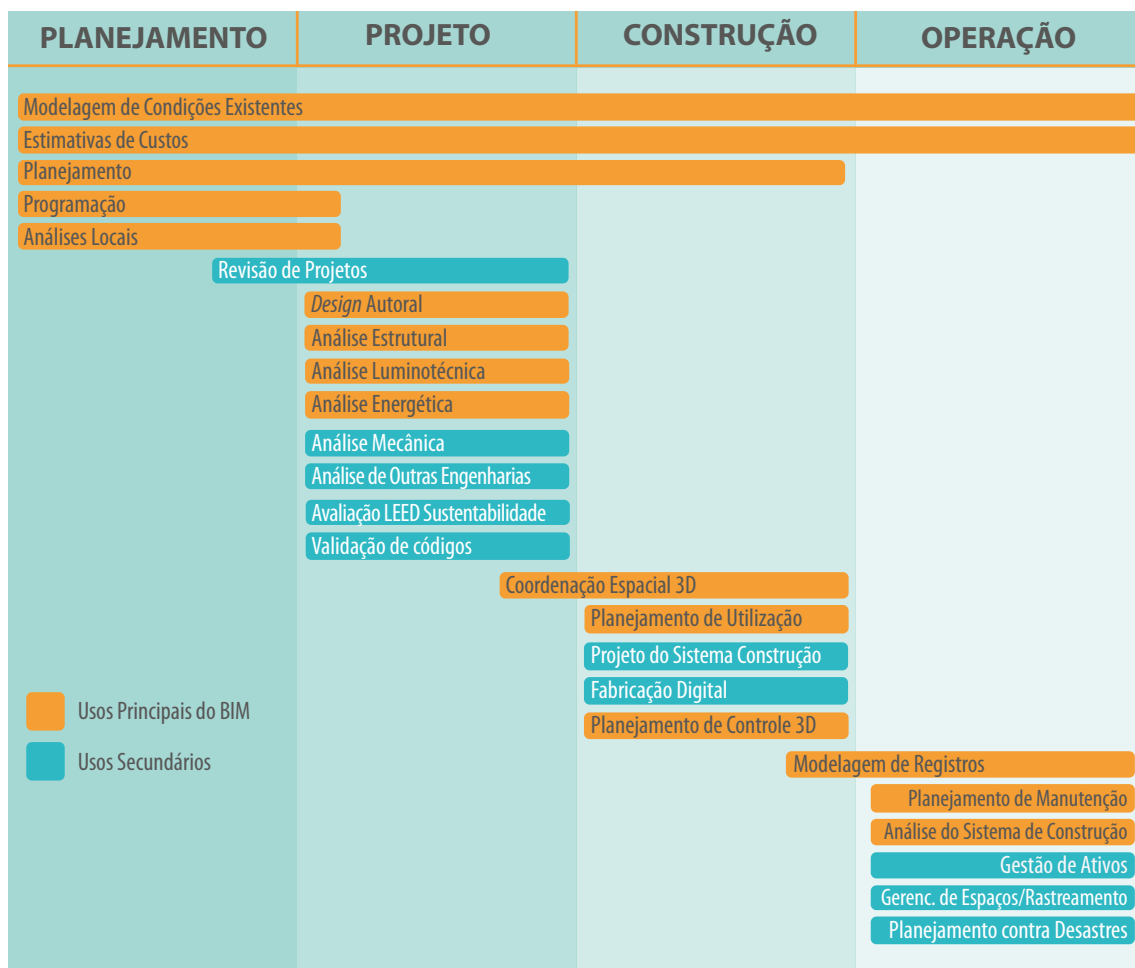 PLANEJAMENTO PROJETO CONSTRUÇÃO OPERAÇÃO
Modelagem de Condições Existentes
Estimativas de Custos
Planejamento
Programação
Análises Locais
Revisão de Projetos
Design Autoral
Análise Estrutural
Análise Luminotécnica
Análise Energética
Análise Mecânica
Análise de Outras Engenharias
Avaliação LEED Sustentabilidade
Validação de códigos
Coordenação Espacial 3D
Planejamento de Utilização
Projeto do Sistema Construção
Fabricação Digital
Planejamento de Controle 3D
Usos Principais do BIM
Usos Secundários
Modelagem de Registros
Planejamento de Manutenção
Análise do Sistema de Construção
Gestão de Ativos
Gerenc. de Espaços/Rastreamento
Planejamento contra Desastres